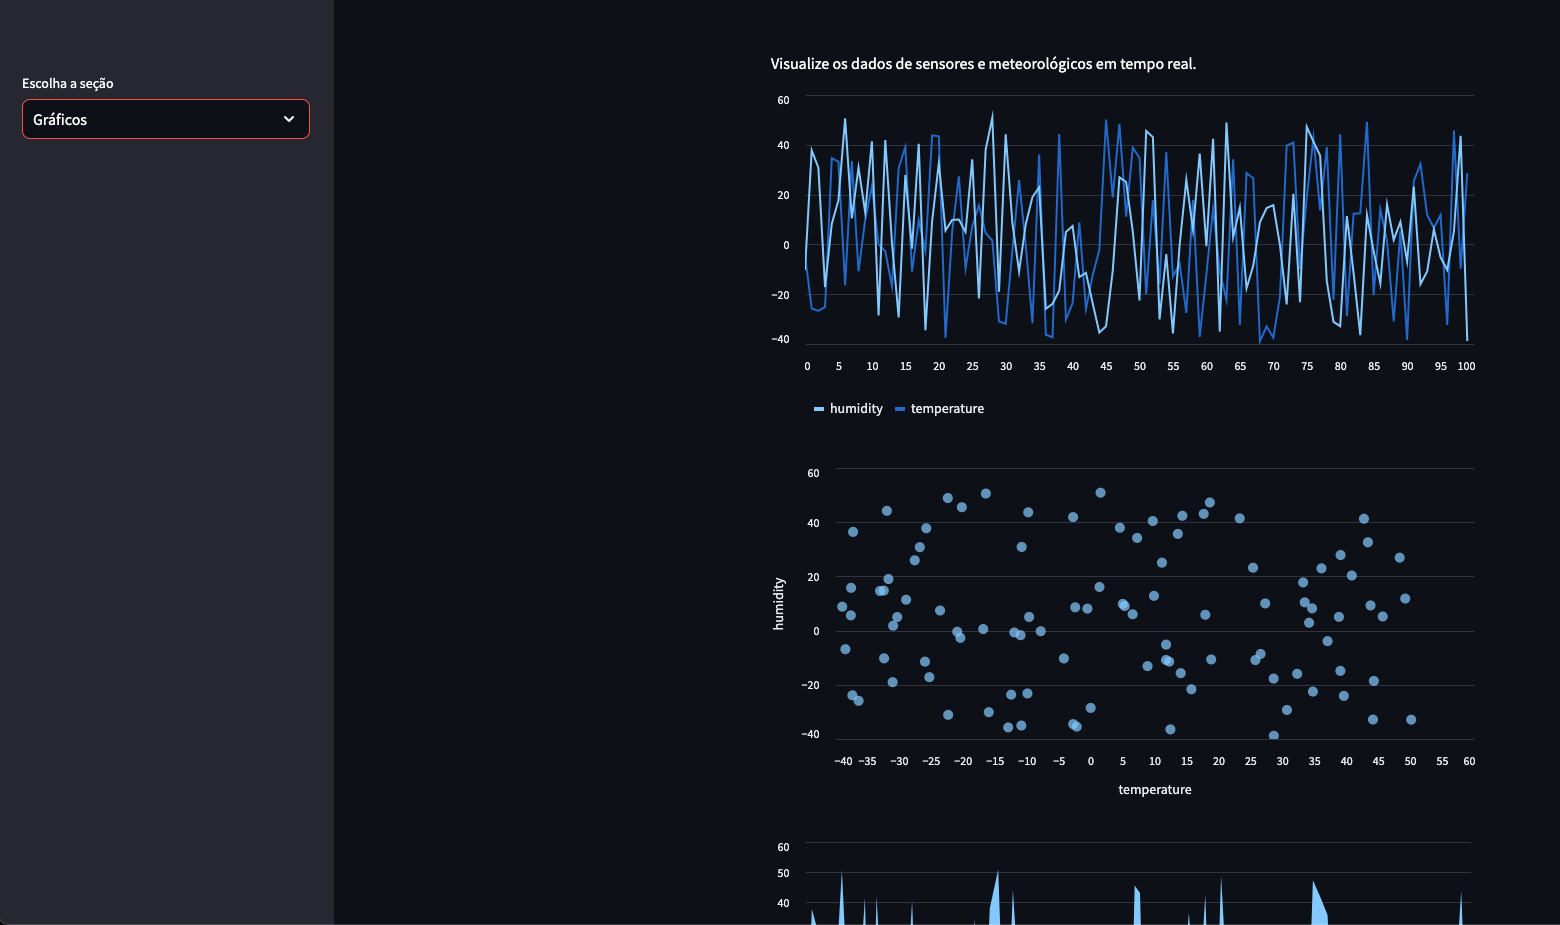 Escolha a seção
Gráficos
Visualize os dados de sensores e meteorológicos em tempo real.
60
40
20
0
−20
−40
0 5 10 15 20 25 30 35 40 45 50 55 60 65 70 75 80 85 90 95 100
humidity temperature
60
40
20
0
−20
−40
humidity
−40 −35 −30 −25 −20 −15 −10 −5 0 5 10 15 20 25 30 35 40 45 50 55 60
temperature
60
50
40